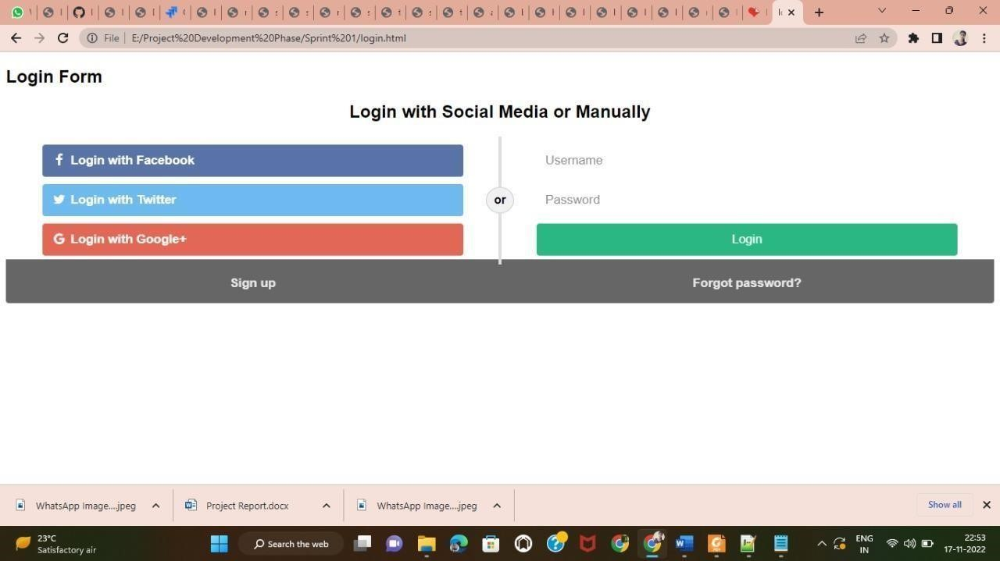 File
E:/Project%20Development%20Phase/Sprint%201/login.html
Login Form
Login with Social Media or Manually
Login with Facebook
Username
Login with Twitter
or
Password
Login with Google+
Login
Sign up
Forgot password?
WhatsApp Image....jpeg
Project Report.docx
WhatsApp Image....jpeg
Show all
23°C
Satisfactory air
Search the web
ENG
IN
22:53
17-11-2022